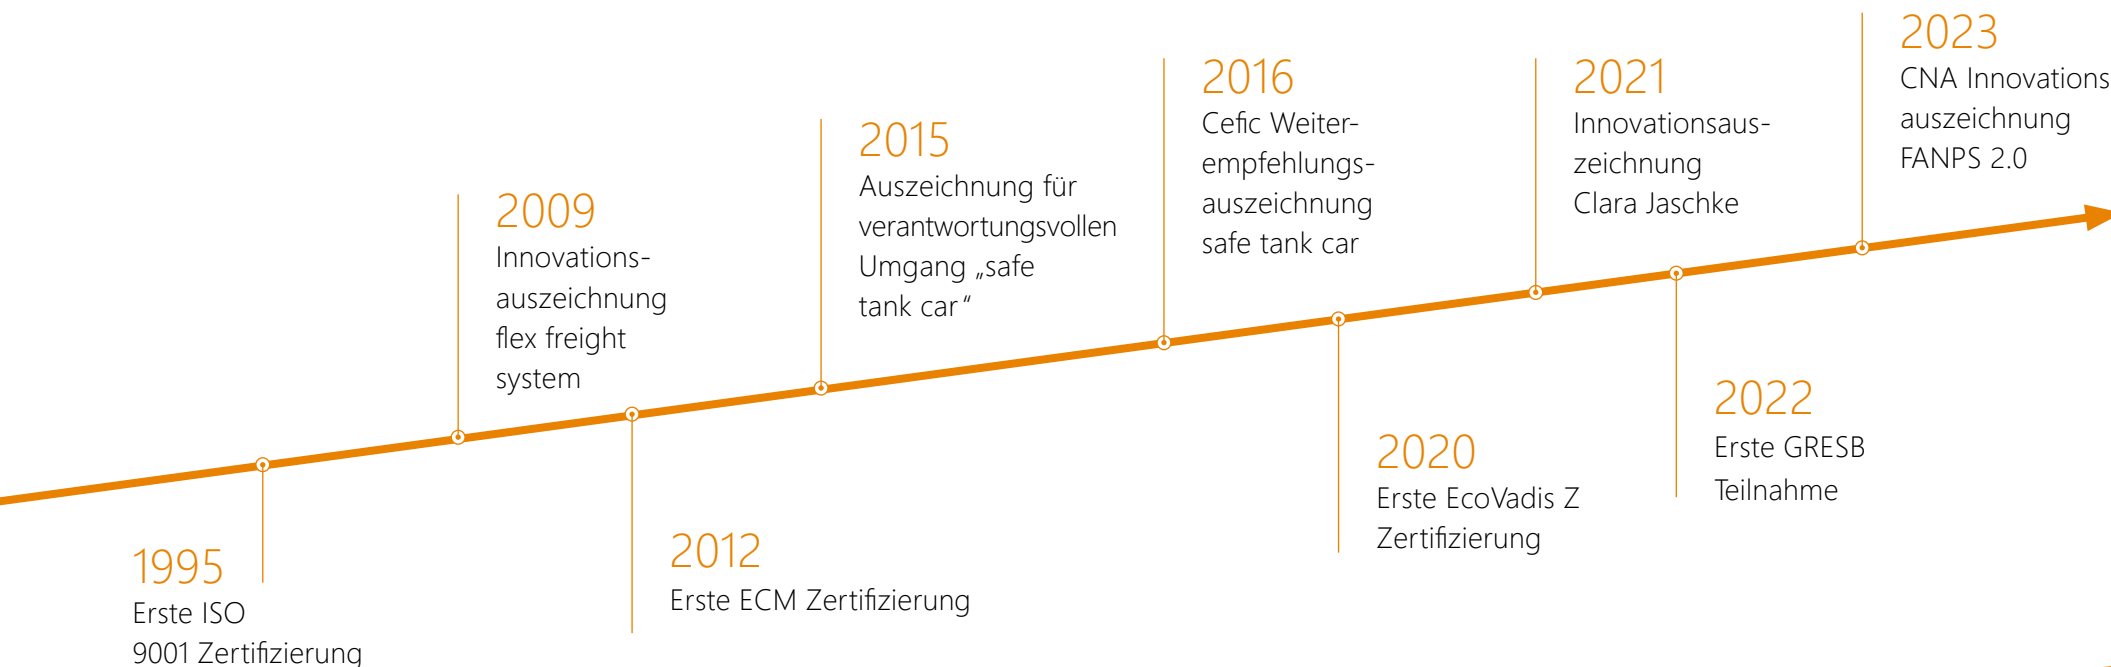 1995
Erste ISO
9001 Zertifizierung
2009
Innovations-
auszeichnung
flex freight
system
2012
Erste ECM Zertifizierung
2015
Auszeichnung für
verantwortungsvollen
Umgang „safe
tank car“
2016
Cefic Weiter-
empfehlungs-
auszeichnung
safe tank car
2020
Erste EcoVadis Z
Zertifizierung
2021
Innovationsaus-
zeichnung
Clara Jaschke
2022
Erste GRESB
Teilnahme
2023
CNA Innovations
auszeichnung
FANPS 2.0